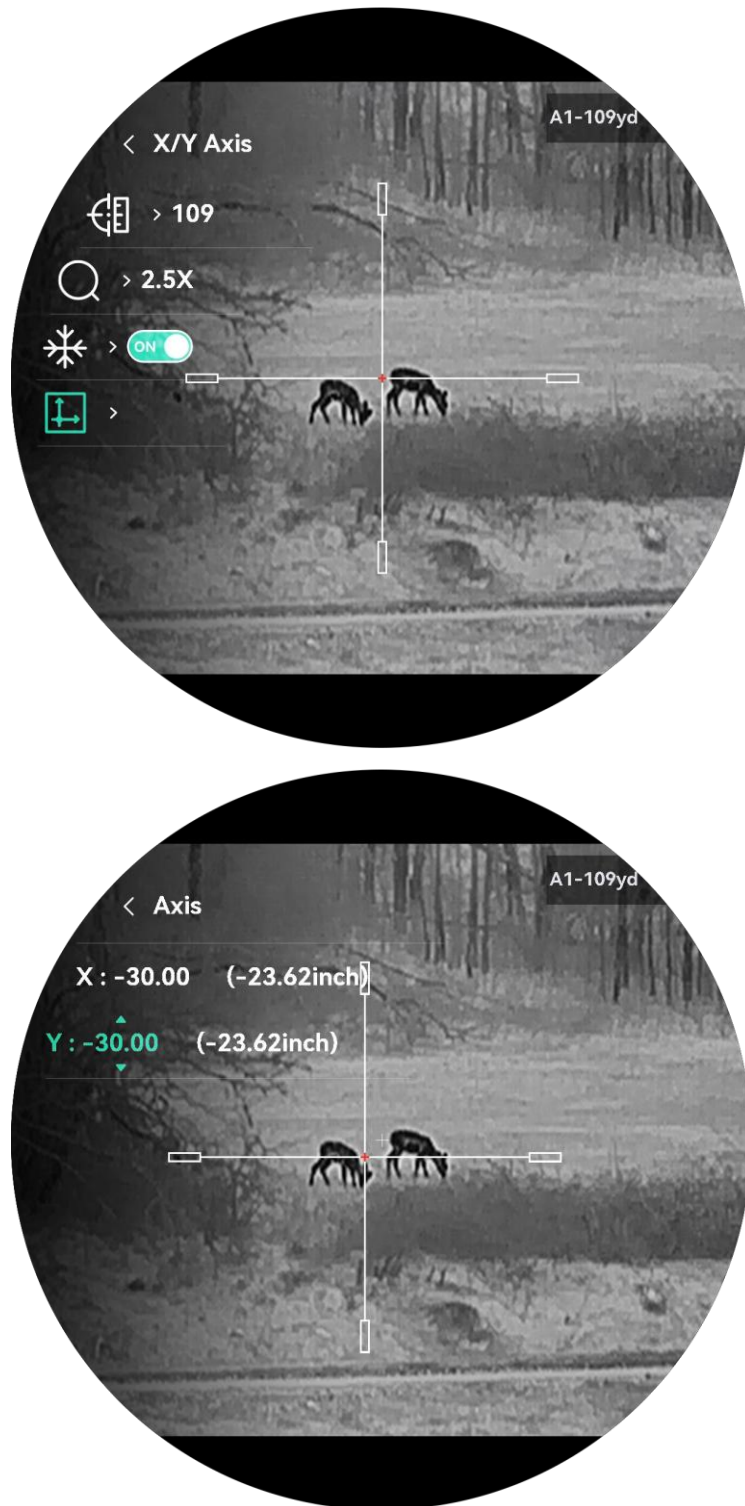 A1-109yd
< X/Y Axis
> 109
> 2.5X
> ON
>
A1-109yd
< Axis
X : -30.00 (-23.62inch)
Y : -30.00 (-23.62inch)